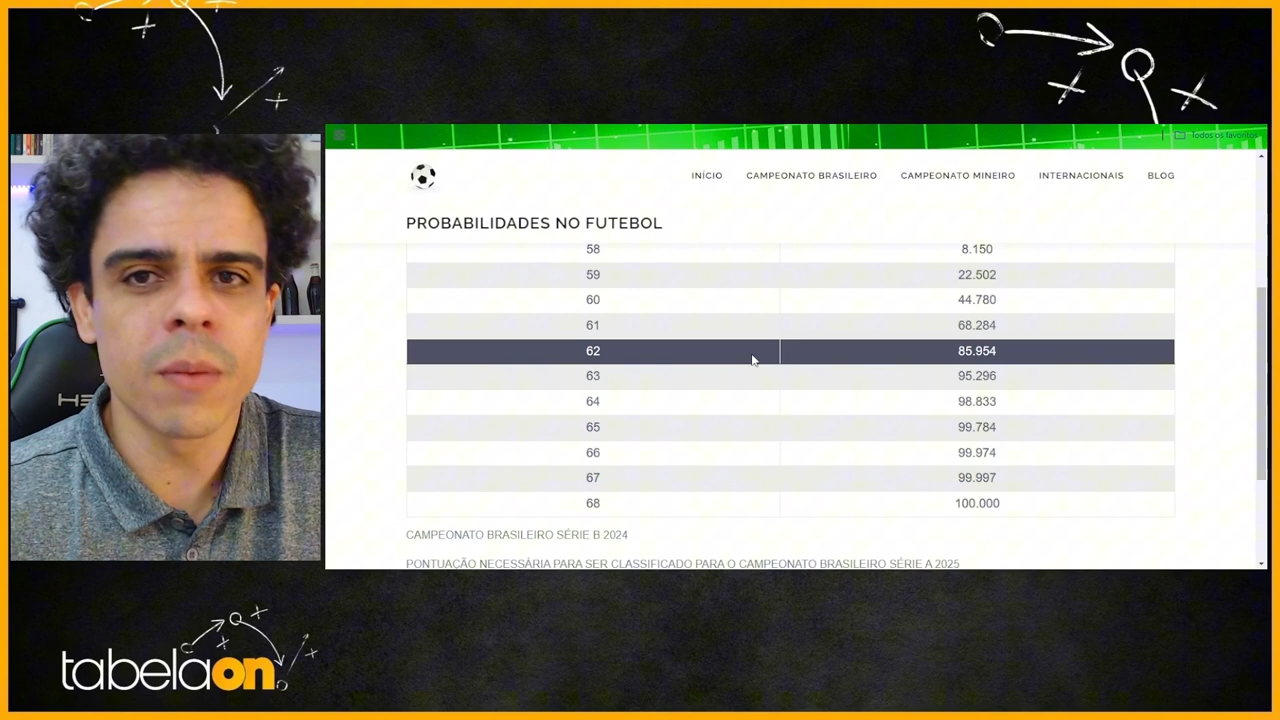 Todos os favoritos
INÍCIO CAMPEONATO BRASILEIRO CAMPEONATO MINEIRO INTERNACIONAIS BLOG
PROBABILIDADES NO FUTEBOL
58 8.150
59 22.502
60 44.780
61 68.284
62 85.954
63 95.296
64 98.833
65 99.784
66 99.974
67 99.997
68 100.000
CAMPEONATO BRASILEIRO SÉRIE B 2024
PONTUAÇÃO NECESSÁRIA PARA SER CLASSIFICADO PARA O CAMPEONATO BRASILEIRO SÉRIE A 2025
tabelaon